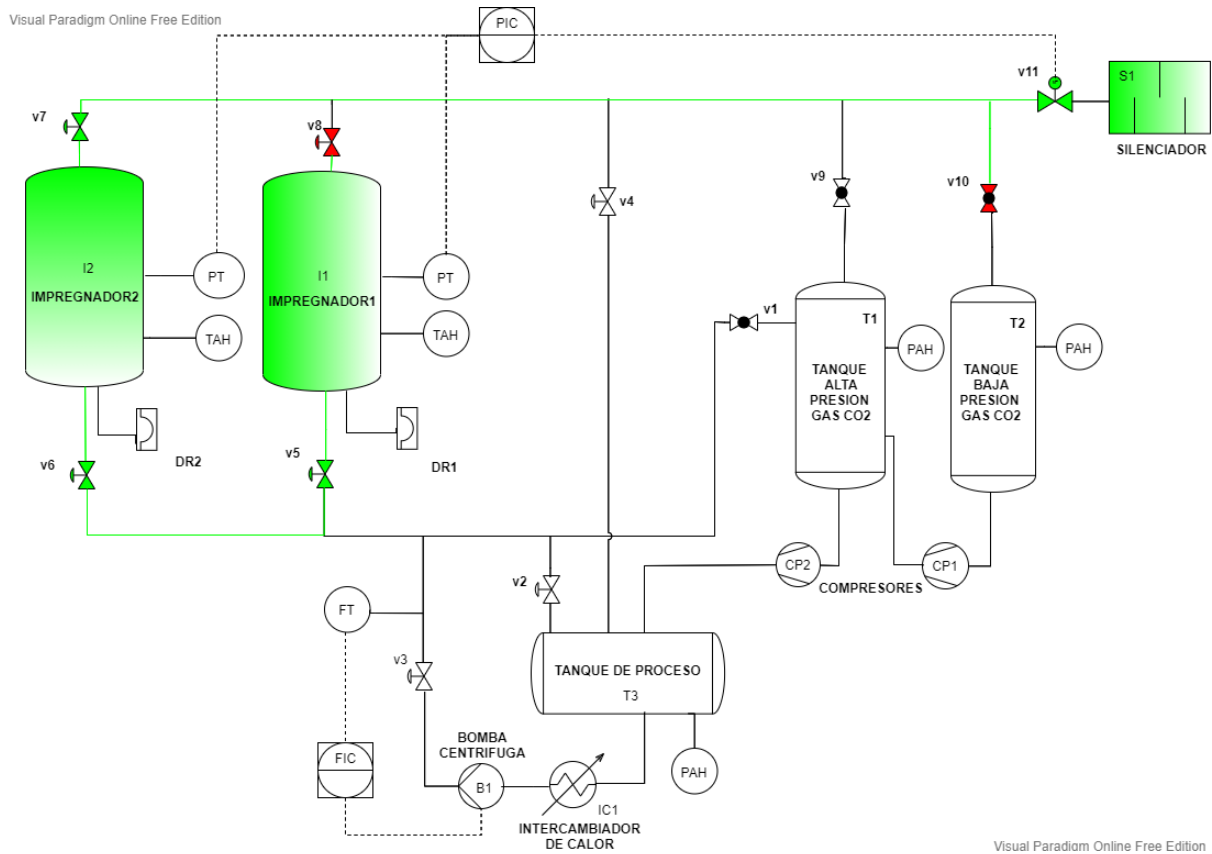 Visual Paradigm Online Free Edition
PIC
v11
S1
SILENCIADOR
v7
v8
v9
v10
v4
I2
IMPREGNADOR2
PT
TAH
I1
IMPREGNADOR1
PT
TAH
v1
T1
TANQUE
ALTA
PRESION
GAS CO2
PAH
T2
TANQUE
BAJA
PRESION
GAS CO2
PAH
DR2
DR1
v6
v5
CP2
CP1
COMPRESORES
v2
FT
v3
TANQUE DE PROCESO
T3
FIC
BOMBA
CENTRIFUGA
B1
IC1
INTERCAMBIADOR
DE CALOR
PAH
Visual Paradigm Online Free Edition